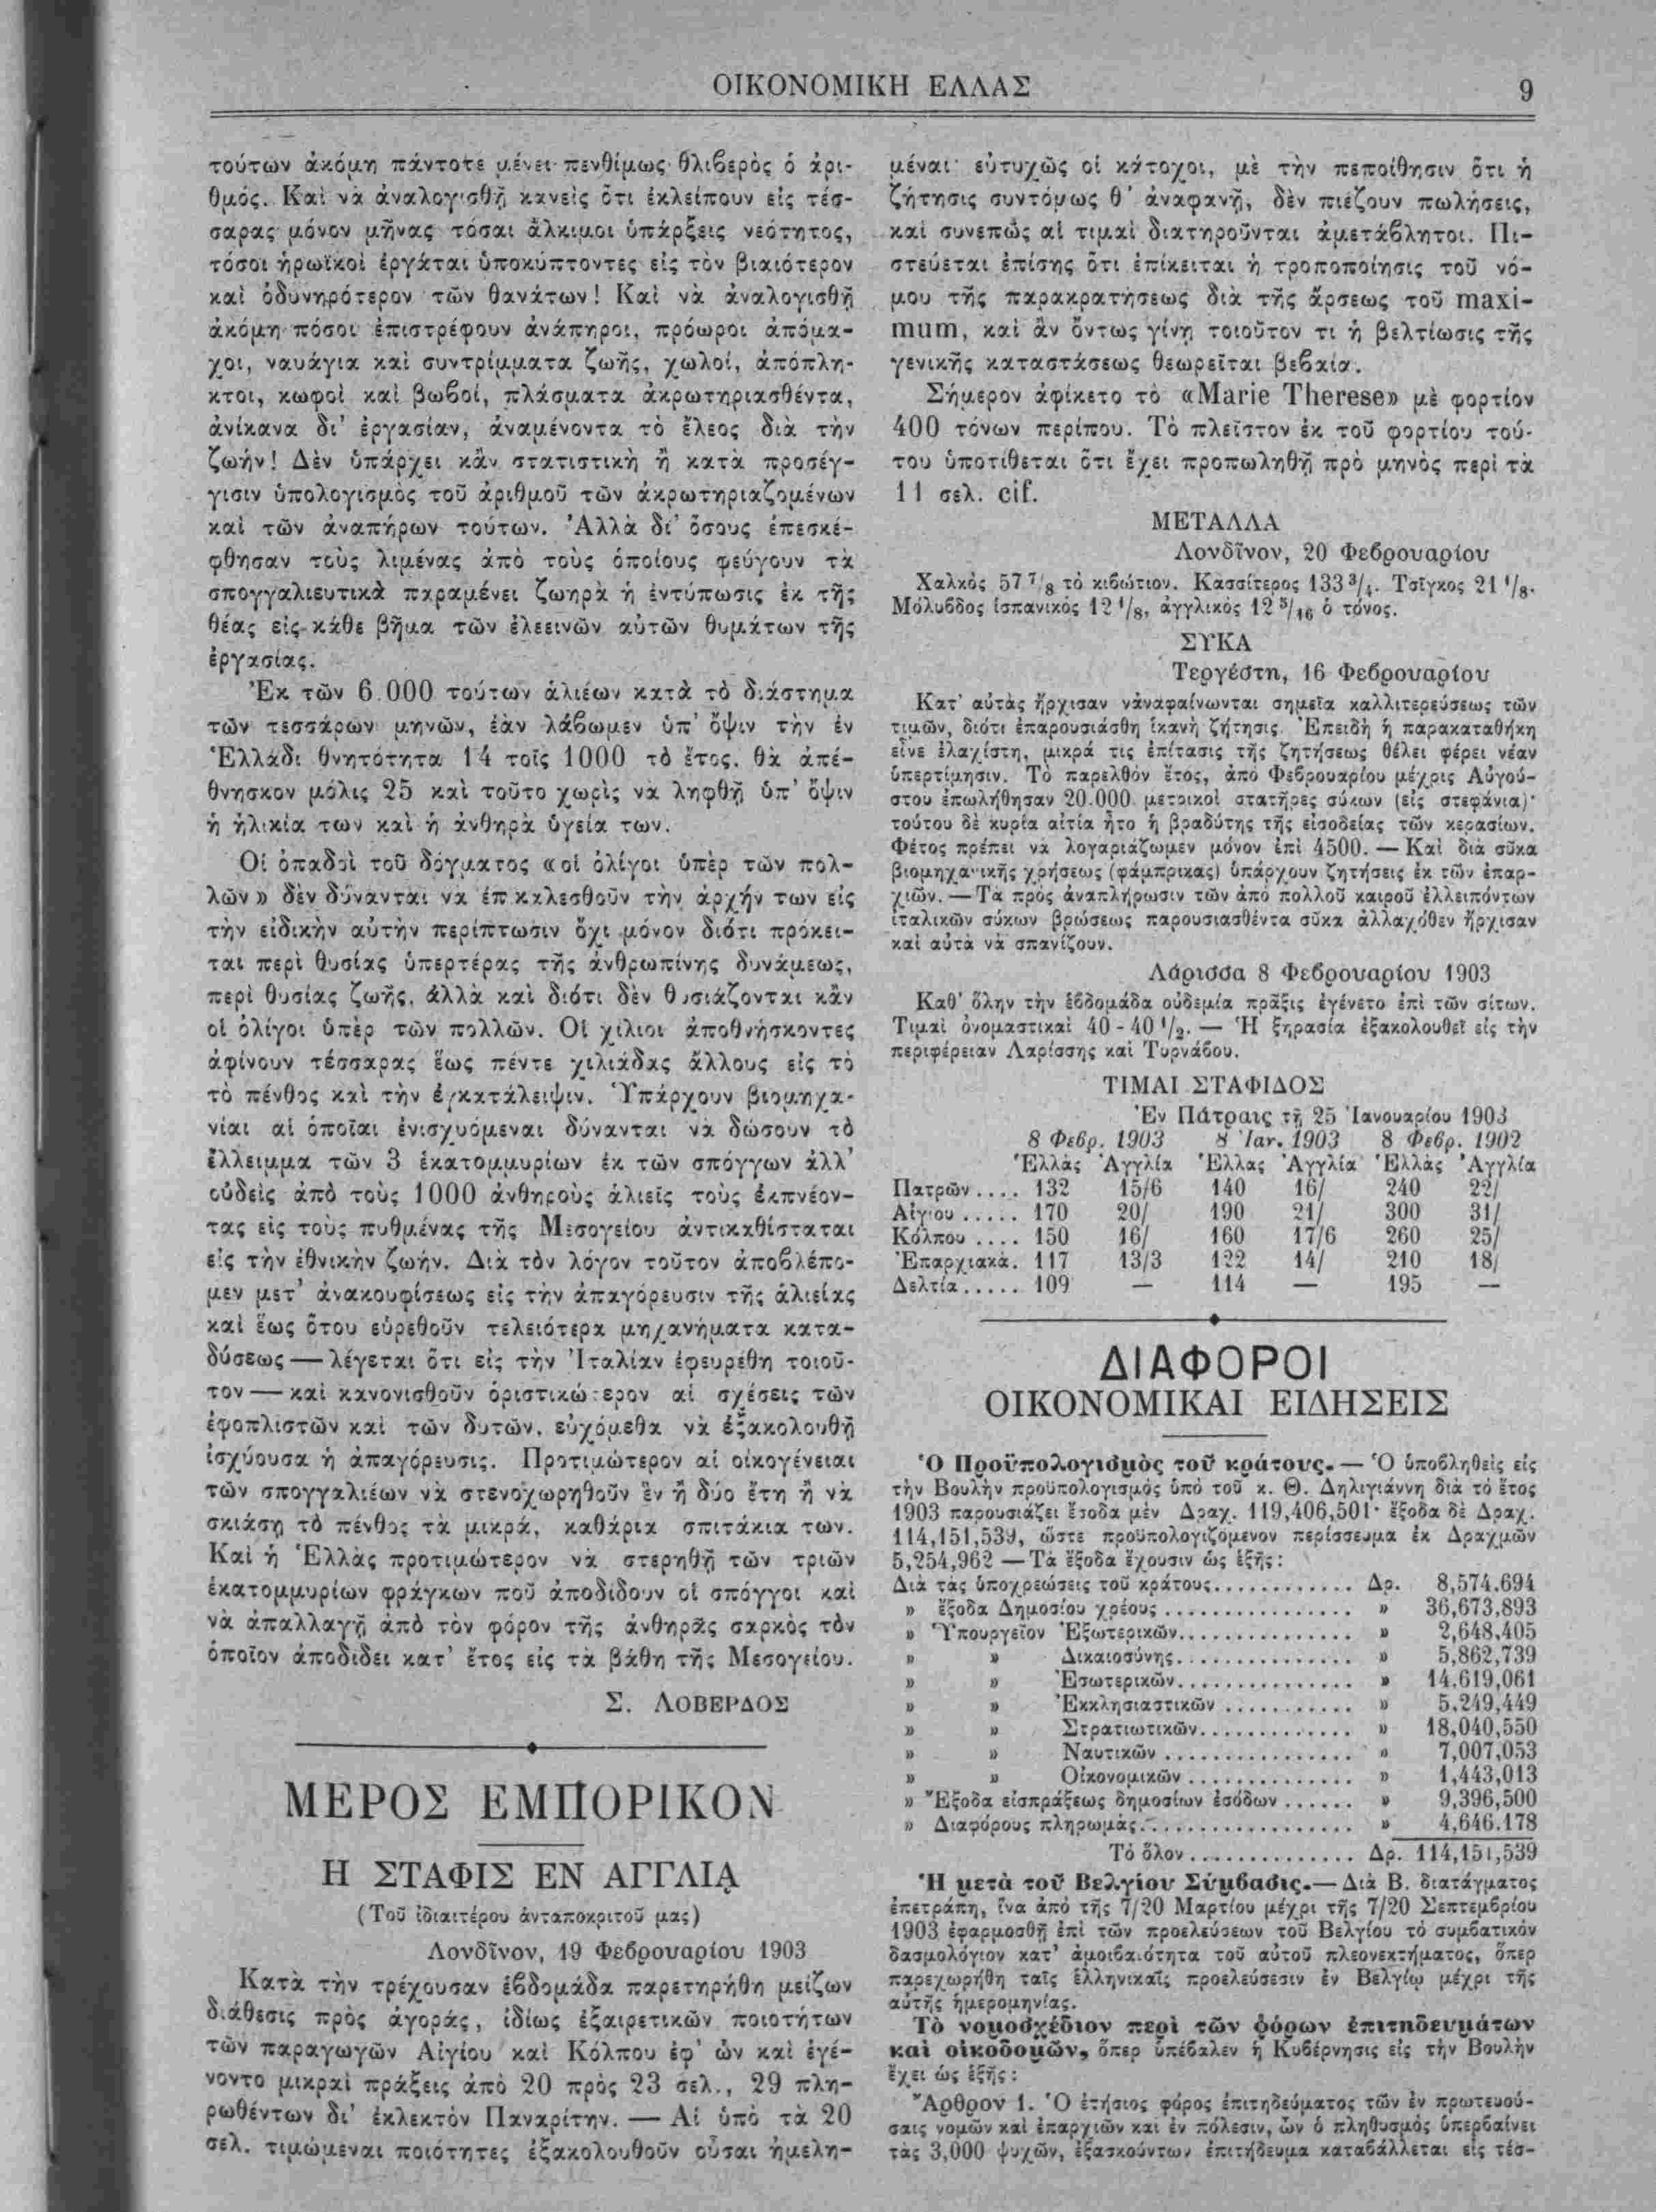 ΟΙΚΟΝΟΜΙΚΗ ΕΛΛΑΣ
9
τούτων ἀκόμη πάντοτε μένει πενθίμως θλιβερὸς ὁ ἀρι-
θμός. Καὶ νὰ ἀναλογισθῇ κανεὶς ὅτι ἐκλείπουν εἰς τέσ-
σαρας μόνον μῆνας τόσαι ἄλκιμοι ὑπάρξεις νεότητος,
τόσοι ἡρωϊκοὶ ἐργάται ὑποκύπτοντες εἰς τὸν βιαιότερον
καὶ ὀδυνηρότερον τῶν θανάτων! Καὶ νὰ ἀναλογισθῇ
ἀκόμη πόσοι ἐπιστρέφουν ἀνάπηροι, πρόωροι ἀπόμα-
χοι, ναυάγια καὶ συντρίμματα ζωῆς, χωλοί, ἀπόπλη-
κτοι, κωφοὶ καὶ βωβοί, πλάσματα ἀκρωτηριασθέντα,
ἀνίκανα δι' ἐργασίαν, ἀναμένοντα τὸ ἔλεος διὰ τὴν
ζωήν! Δὲν ὑπάρχει κἂν στατιστικὴ ἢ κατὰ προσέγ-
γισιν ὑπολογισμὸς τοῦ ἀριθμοῦ τῶν ἀκρωτηριαζομένων
καὶ τῶν ἀναπήρων τούτων. Ἀλλὰ δι' ὅσους ἐπεσκέ-
φθησαν τοὺς λιμένας ἀπὸ τοὺς ὁποίους φεύγουν τὰ
σπογγαλιευτικὰ παραμένει ζωηρὰ ἡ ἐντύπωσις ἐκ τῆς
θέας εἰς κάθε βῆμα τῶν ἐλεεινῶν αὐτῶν θυμάτων τῆς
ἐργασίας.
Ἐκ τῶν 6.000 τούτων ἁλιέων κατὰ τὸ διάστημα
τῶν τεσσάρων μηνῶν, ἐὰν λάβωμεν ὑπ' ὄψιν τὴν ἐν
Ἑλλάδι θνητότητα 14 τοῖς 1000 τὸ ἔτος, θὰ ἀπέ-
θνησκον μόλις 25 καὶ τοῦτο χωρὶς νὰ ληφθῇ ὑπ' ὄψιν
ἡ ἡλικία των καὶ ἡ ἀνθηρὰ ὑγεία των.
Οἱ ὀπαδοὶ τοῦ δόγματος «οἱ ὀλίγοι ὑπὲρ τῶν πολ-
λῶν» δὲν δύνανται νὰ ἐπικαλεσθοῦν τὴν ἀρχήν των εἰς
τὴν εἰδικὴν αὐτὴν περίπτωσιν ὄχι μόνον διότι πρόκει-
ται περὶ θυσίας ὑπερτέρας τῆς ἀνθρωπίνης δυνάμεως,
περὶ θυσίας ζωῆς, ἀλλὰ καὶ διότι δὲν θυσιάζονται κἂν
οἱ ὀλίγοι ὑπὲρ τῶν πολλῶν. Οἱ χίλιοι ἀποθνήσκοντες
ἀφίνουν τέσσαρας ἕως πέντε χιλιάδας ἄλλους εἰς τὸ
τὸ πένθος καὶ τὴν ἐγκατάλειψιν. Ὑπάρχουν βιομηχα-
νίαι αἱ ὁποῖαι ἐνισχυόμεναι δύνανται νὰ δώσουν τὸ
ἔλλειμμα τῶν 3 ἑκατομμυρίων ἐκ τῶν σπόγγων ἀλλ'
οὐδεὶς ἀπὸ τοὺς 1000 ἀνθηροὺς ἁλιεῖς τοὺς ἐκπνέον-
τας εἰς τοὺς πυθμένας τῆς Μεσογείου ἀντικαθίσταται
εἰς τὴν ἐθνικὴν ζωήν. Διὰ τὸν λόγον τοῦτον ἀποβλέπο-
μεν μετ' ἀνακουφίσεως εἰς τὴν ἀπαγόρευσιν τῆς ἁλιείας
καὶ ἕως ὅτου εὑρεθοῦν τελειότερα μηχανήματα κατα-
δύσεως — λέγεται ὅτι εἰς τὴν Ἰταλίαν ἐφευρέθη τοιοῦ-
τον — καὶ κανονισθοῦν ὁριστικώτερον αἱ σχέσεις τῶν
ἐφοπλιστῶν καὶ τῶν δυτῶν, εὐχόμεθα νὰ ἐξακολουθῇ
ἰσχύουσα ἡ ἀπαγόρευσις. Προτιμώτερον αἱ οἰκογένειαι
τῶν σπογγαλιέων νὰ στενοχωρηθοῦν ἓν ἢ δύο ἔτη ἢ νὰ
σκιάσῃ τὸ πένθος τὰ μικρά, καθάρια σπιτάκια των.
Καὶ ἡ Ἑλλὰς προτιμώτερον νὰ στερηθῇ τῶν τριῶν
ἑκατομμυρίων φράγκων ποῦ ἀποδίδουν οἱ σπόγγοι καὶ
νὰ ἀπαλλαγῇ ἀπὸ τὸν φόρον τῆς ἀνθηρᾶς σαρκὸς τὸν
ὁποῖον ἀποδίδει κατ' ἔτος εἰς τὰ βάθη τῆς Μεσογείου.
Σ. ΛΟΒΕΡΔΟΣ
ΜΕΡΟΣ ΕΜΠΟΡΙΚΟΝ
Η ΣΤΑΦΙΣ ΕΝ ΑΓΓΛΙᾼ
(Τοῦ ἰδιαιτέρου ἀνταποκριτοῦ μας)
Λονδῖνον, 19 Φεβρουαρίου 1903
Κατὰ τὴν τρέχουσαν ἑβδομάδα παρετηρήθη μείζων
διάθεσις πρὸς ἀγοράς, ἰδίως ἐξαιρετικῶν ποιοτήτων
τῶν παραγωγῶν Αἰγίου καὶ Κόλπου ἐφ' ὧν καὶ ἐγέ-
νοντο μικραὶ πράξεις ἀπὸ 20 πρὸς 23 σελ., 29 πλη-
ρωθέντων δι' ἐκλεκτὸν Παναρίτην. — Αἱ ὑπὸ τὰ 20
σελ. τιμώμεναι ποιότητες ἐξακολουθοῦν οὖσαι ἠμελη-
μέναι· εὐτυχῶς οἱ κάτοχοι, μὲ τὴν πεποίθησιν ὅτι ἡ
ζήτησις συντόμως θ' ἀναφανῇ, δὲν πιέζουν πωλήσεις,
καὶ συνεπῶς αἱ τιμαὶ διατηροῦνται ἀμετάβλητοι. Πι-
στεύεται ἐπίσης ὅτι ἐπίκειται ἡ τροποποίησις τοῦ νό-
μου τῆς παρακρατήσεως διὰ τῆς ἄρσεως τοῦ maxi-
mum, καὶ ἂν ὄντως γίνῃ τοιοῦτον τι ἡ βελτίωσις τῆς
γενικῆς καταστάσεως θεωρεῖται βεβαία.
Σήμερον ἀφίκετο τὸ «Marie Therese» μὲ φορτίον
400 τόνων περίπου. Τὸ πλεῖστον ἐκ τοῦ φορτίου τού-
του ὑποτίθεται ὅτι ἔχει προπωληθῇ πρὸ μηνὸς περὶ τὰ
11 σελ. cif.
ΜΕΤΑΛΛΑ
Λονδῖνον, 20 Φεβρουαρίου
Χαλκὸς 57 7/8 τὸ κιβώτιον. Κασσίτερος 133 3/4. Τσῖγκος 21 1/8.
Μόλυβδος ἱσπανικός 12 1/8, ἀγγλικὸς 12 5/16 ὁ τόνος.
ΣΥΚΑ
Τεργέστη, 16 Φεβρουαρίου
Κατ' αὐτὰς ἤρχισαν νἀναφαίνωνται σημεῖα καλλιτερεύσεως τῶν
τιμῶν, διότι ἐπαρουσιάσθη ἱκανὴ ζήτησις. Ἐπειδὴ ἡ παρακαταθήκη
εἶνε ἐλαχίστη, μικρά τις ἐπίτασις τῆς ζητήσεως θέλει φέρει νέαν
ὑπερτίμησιν. Τὸ παρελθὸν ἔτος, ἀπὸ Φεβρουαρίου μέχρις Αὐγού-
στου ἐπωλήθησαν 20.000 μετρικοὶ στατῆρες σύκων (εἰς στεφάνια)·
τούτου δὲ κυρία αἰτία ἦτο ἡ βραδύτης τῆς εἰσοδείας τῶν κερασίων.
Φέτος πρέπει νὰ λογαριάζωμεν μόνον ἐπὶ 4500. — Καὶ διὰ σῦκα
βιομηχανικῆς χρήσεως (φάμπρικας) ὑπάρχουν ζητήσεις ἐκ τῶν ἐπαρ-
χιῶν. — Τὰ πρὸς ἀναπλήρωσιν τῶν ἀπὸ πολλοῦ καιροῦ ἐλλειπόντων
ἰταλικῶν σύκων βρώσεως παρουσιασθέντα σῦκα ἀλλαχόθεν ἤρχισαν
καὶ αὐτὰ νὰ σπανίζουν.
Λάρισσα 8 Φεβρουαρίου 1903
Καθ' ὅλην τὴν ἑβδομάδα οὐδεμία πρᾶξις ἐγένετο ἐπὶ τῶν σίτων.
Τιμαὶ ὀνομαστικαὶ 40 - 40 1/2. — Ἡ ξηρασία ἐξακολουθεῖ εἰς τὴν
περιφέρειαν Λαρίσσης καὶ Τυρνάβου.
ΤΙΜΑΙ ΣΤΑΦΙΔΟΣ
Ἐν Πάτραις τῇ 25 Ἰανουαρίου 1903
8 Φεβρ. 1903 8 Ἰαν. 1903 8 Φεβρ. 1902
Ἑλλὰς Ἀγγλία Ἑλλὰς Ἀγγλία Ἑλλὰς Ἀγγλία
Πατρῶν .... 132 15/6 140 16/ 240 22/
Αἰγίου ..... 170 20/ 190 21/ 300 31/
Κόλπου .... 150 16/ 160 17/6 260 25/
Ἐπαρχιακὰ. 117 13/3 122 14/ 210 18/
Δελτία ..... 109 — 114 — 195 —
ΔΙΑΦΟΡΟΙ
ΟΙΚΟΝΟΜΙΚΑΙ ΕΙΔΗΣΕΙΣ
Ὁ Προϋπολογισμὸς τοῦ κράτους. — Ὁ ὑποβληθεὶς εἰς
τὴν Βουλὴν προϋπολογισμὸς ὑπὸ τοῦ κ. Θ. Δηλιγιάννη διὰ τὸ ἔτος
1903 παρουσιάζει ἔσοδα μὲν Δραχ. 119,406,501· ἔξοδα δὲ Δραχ.
114,151,539, ὥστε προϋπολογιζόμενον περίσσευμα ἐκ Δραχμῶν
5,254,962 — Τὰ ἔξοδα ἔχουσιν ὡς ἑξῆς:
Διὰ τὰς ὑποχρεώσεις τοῦ κράτους............ Δρ. 8,574.694
» ἔξοδα Δημοσίου χρέους ................ » 36,673,893
» Ὑπουργεῖον Ἐξωτερικῶν................ » 2,648,405
» » Δικαιοσύνης................ » 5,862,739
» » Ἐσωτερικῶν................ » 14,619,061
» » Ἐκκλησιαστικῶν ............ » 5,249,449
» » Στρατιωτικῶν.............. » 18,040,550
» » Ναυτικῶν ................. » 7,007,053
» » Οἰκονομικῶν ............... » 1,443,013
» Ἔξοδα εἰσπράξεως δημοσίων ἐσόδων ...... » 9,396,500
» Διαφόρους πληρωμάς.................. » 4,646.178
Τὸ ὅλον .............. Δρ. 114,151,539
Ἡ μετὰ τοῦ Βελγίου Σύμβασις. — Διὰ Β. διατάγματος
ἐπετράπη, ἵνα ἀπὸ τῆς 7/20 Μαρτίου μέχρι τῆς 7/20 Σεπτεμβρίου
1903 ἐφαρμοσθῇ ἐπὶ τῶν προελεύσεων τοῦ Βελγίου τὸ συμβατικὸν
δασμολόγιον κατ' ἀμοιβαιότητα τοῦ αὐτοῦ πλεονεκτήματος, ὅπερ
παρεχωρήθη ταῖς ἑλληνικαῖς προελεύσεσιν ἐν Βελγίῳ μέχρι τῆς
αὐτῆς ἡμερομηνίας.
Τὸ νομοσχέδιον περὶ τῶν φόρων ἐπιτηδευμάτων
καὶ οἰκοδομῶν, ὅπερ ὑπέβαλεν ἡ Κυβέρνησις εἰς τὴν Βουλὴν
ἔχει ὡς ἑξῆς:
Ἄρθρον 1. Ὁ ἐτήσιος φόρος ἐπιτηδεύματος τῶν ἐν πρωτευού-
σαις νομῶν καὶ ἐπαρχιῶν καὶ ἐν πόλεσιν, ὧν ὁ πληθυσμὸς ὑπερβαίνει
τὰς 3,000 ψυχῶν, ἐξασκούντων ἐπιτήδευμα καταβάλλεται εἰς τέσ-